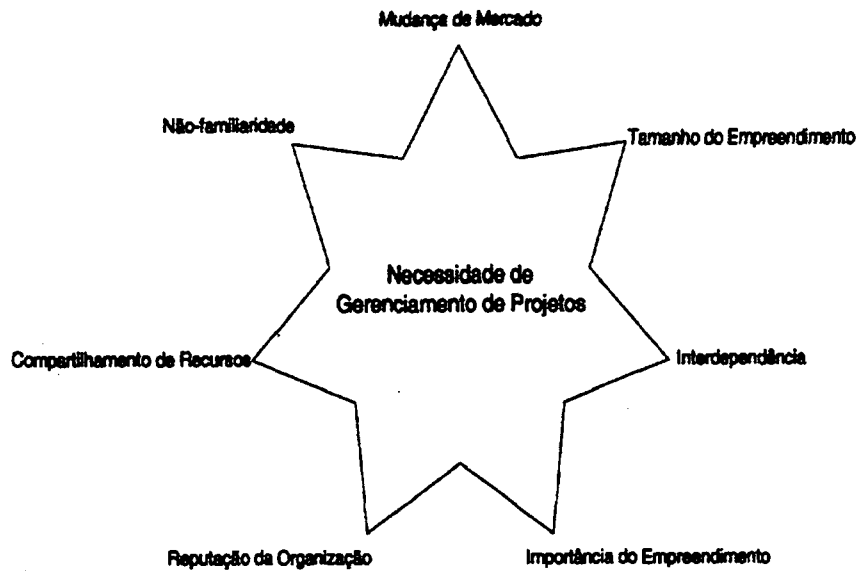 Mudança de Mercado
Não-familiaridade
Tamanho do Empreendimento
Necessidade de
Gerenciamento de Projetos
Compartilhamento de Recursos
Interdependência
Reputação da Organização
Importância do Empreendimento